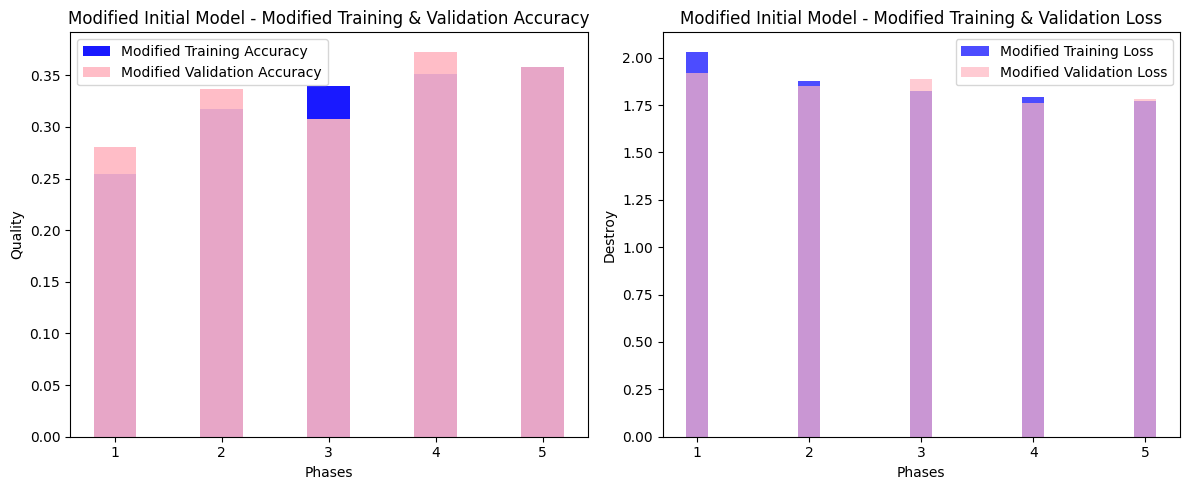 Modified Initial Model - Modified Training & Validation Accuracy
Modified Training Accuracy
Modified Validation Accuracy
Quality
0.35
0.30
0.25
0.20
0.15
0.10
0.05
0.00
1 2 3 4 5
Phases
Modified Initial Model - Modified Training & Validation Loss
Modified Training Loss
Modified Validation Loss
Destroy
2.00
1.75
1.50
1.25
1.00
0.75
0.50
0.25
0.00
1 2 3 4 5
Phases